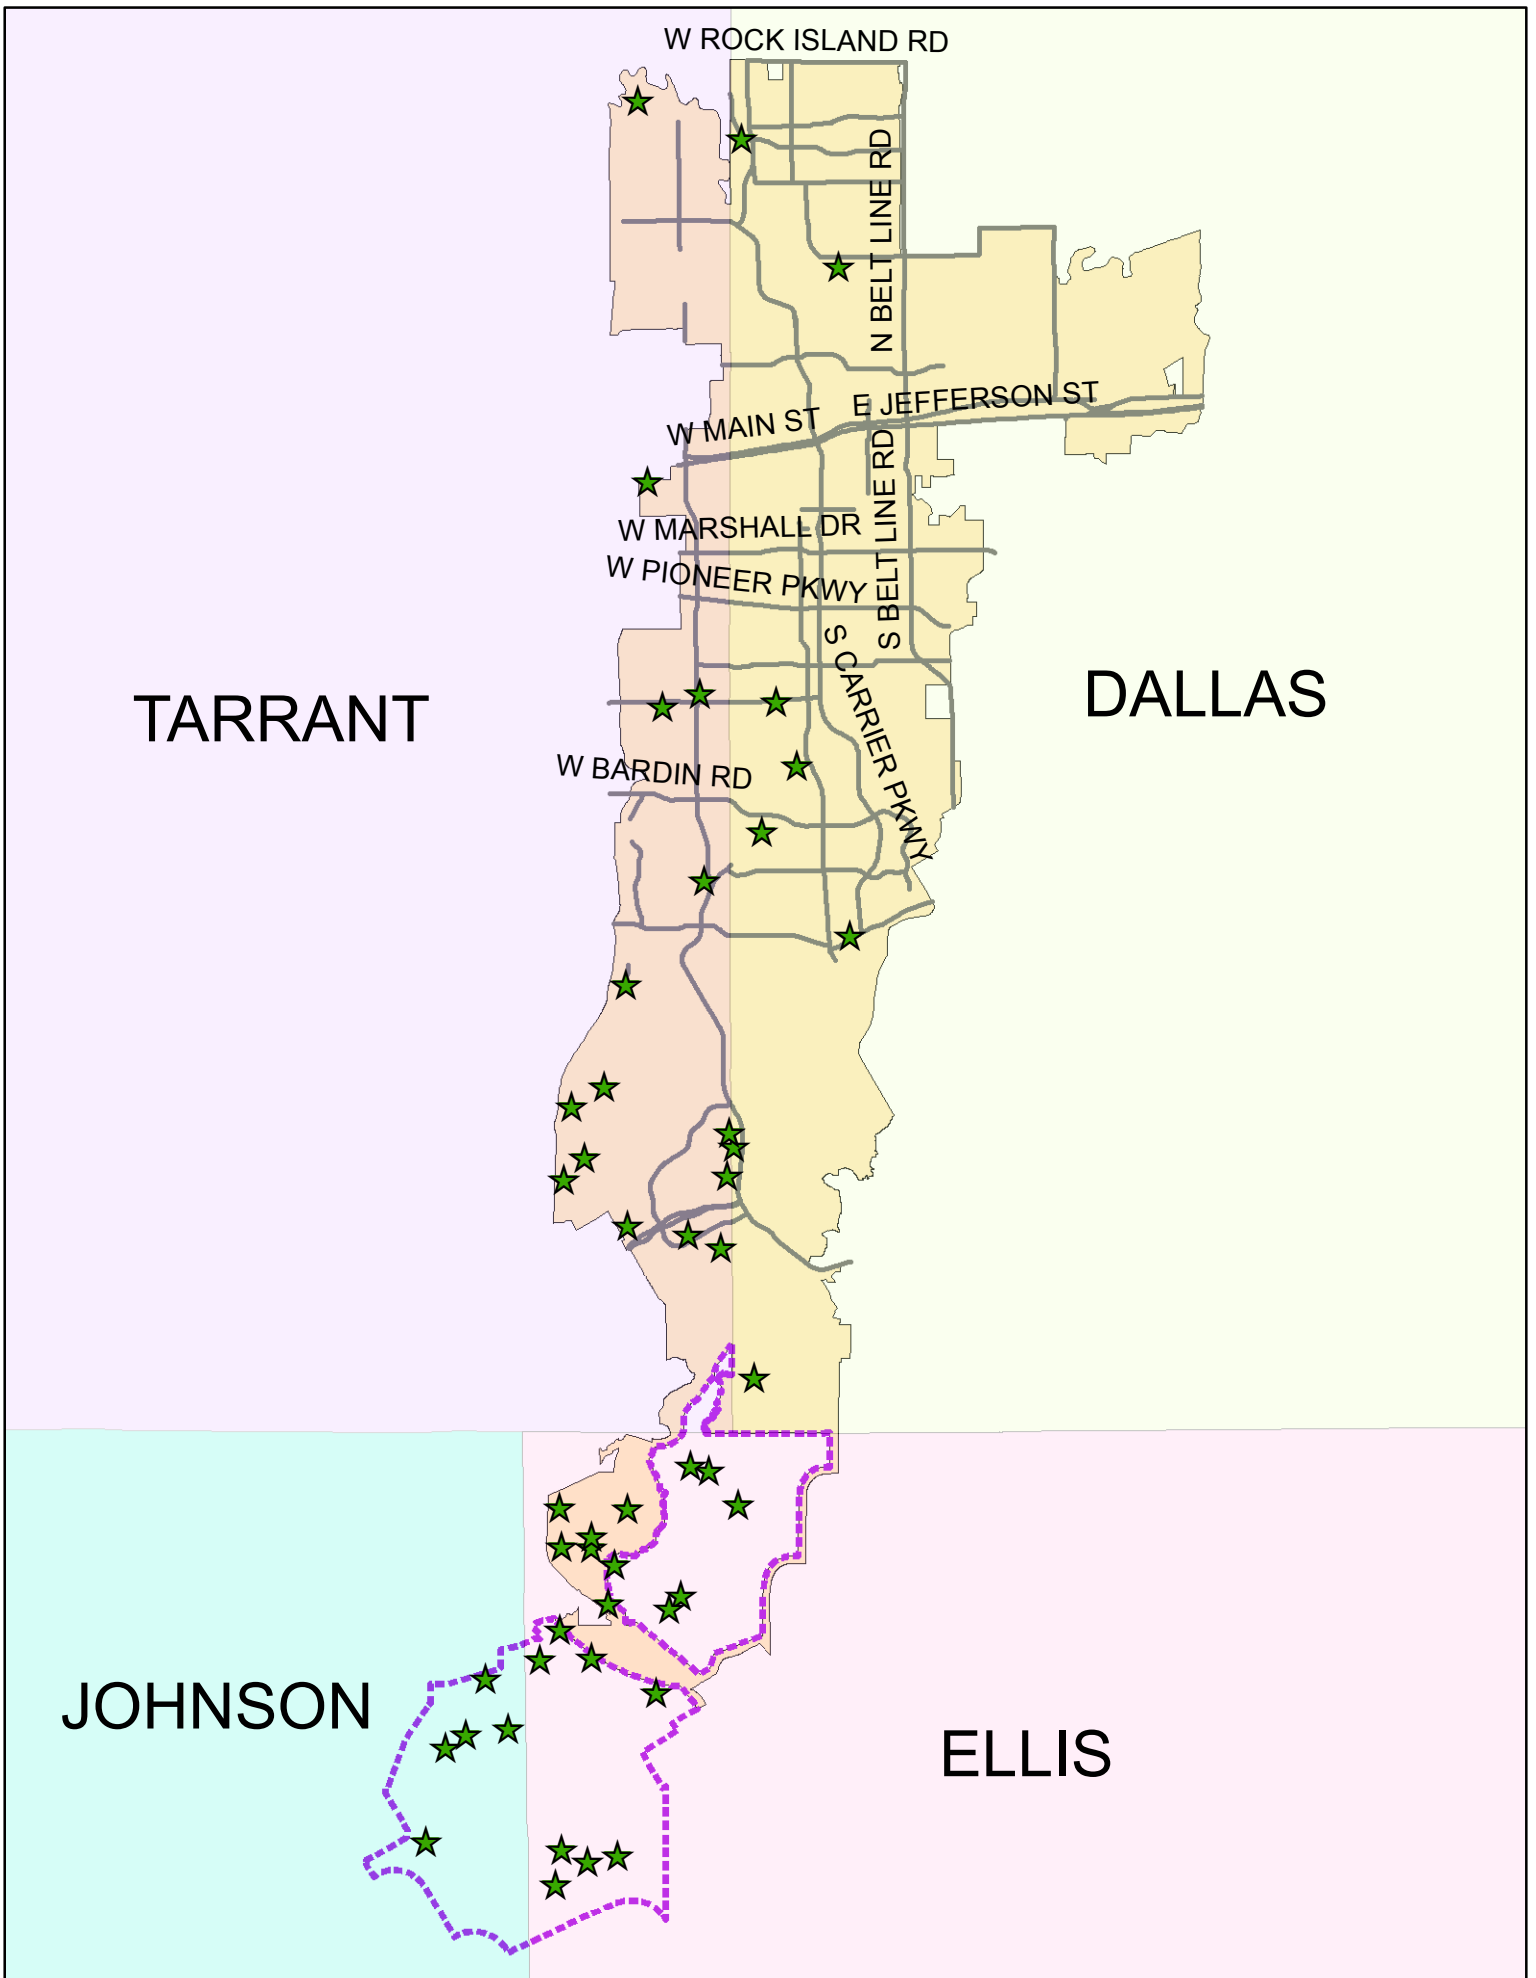 W ROCK ISLAND RD
N BELT LINE RD
E JEFFERSON ST
W MAIN ST
W MARSHALL DR
W PIONEER PKWY
S BELT LINE RD
S CARRIER PKWY
TARRANT
DALLAS
W BARDIN RD
JOHNSON
ELLIS